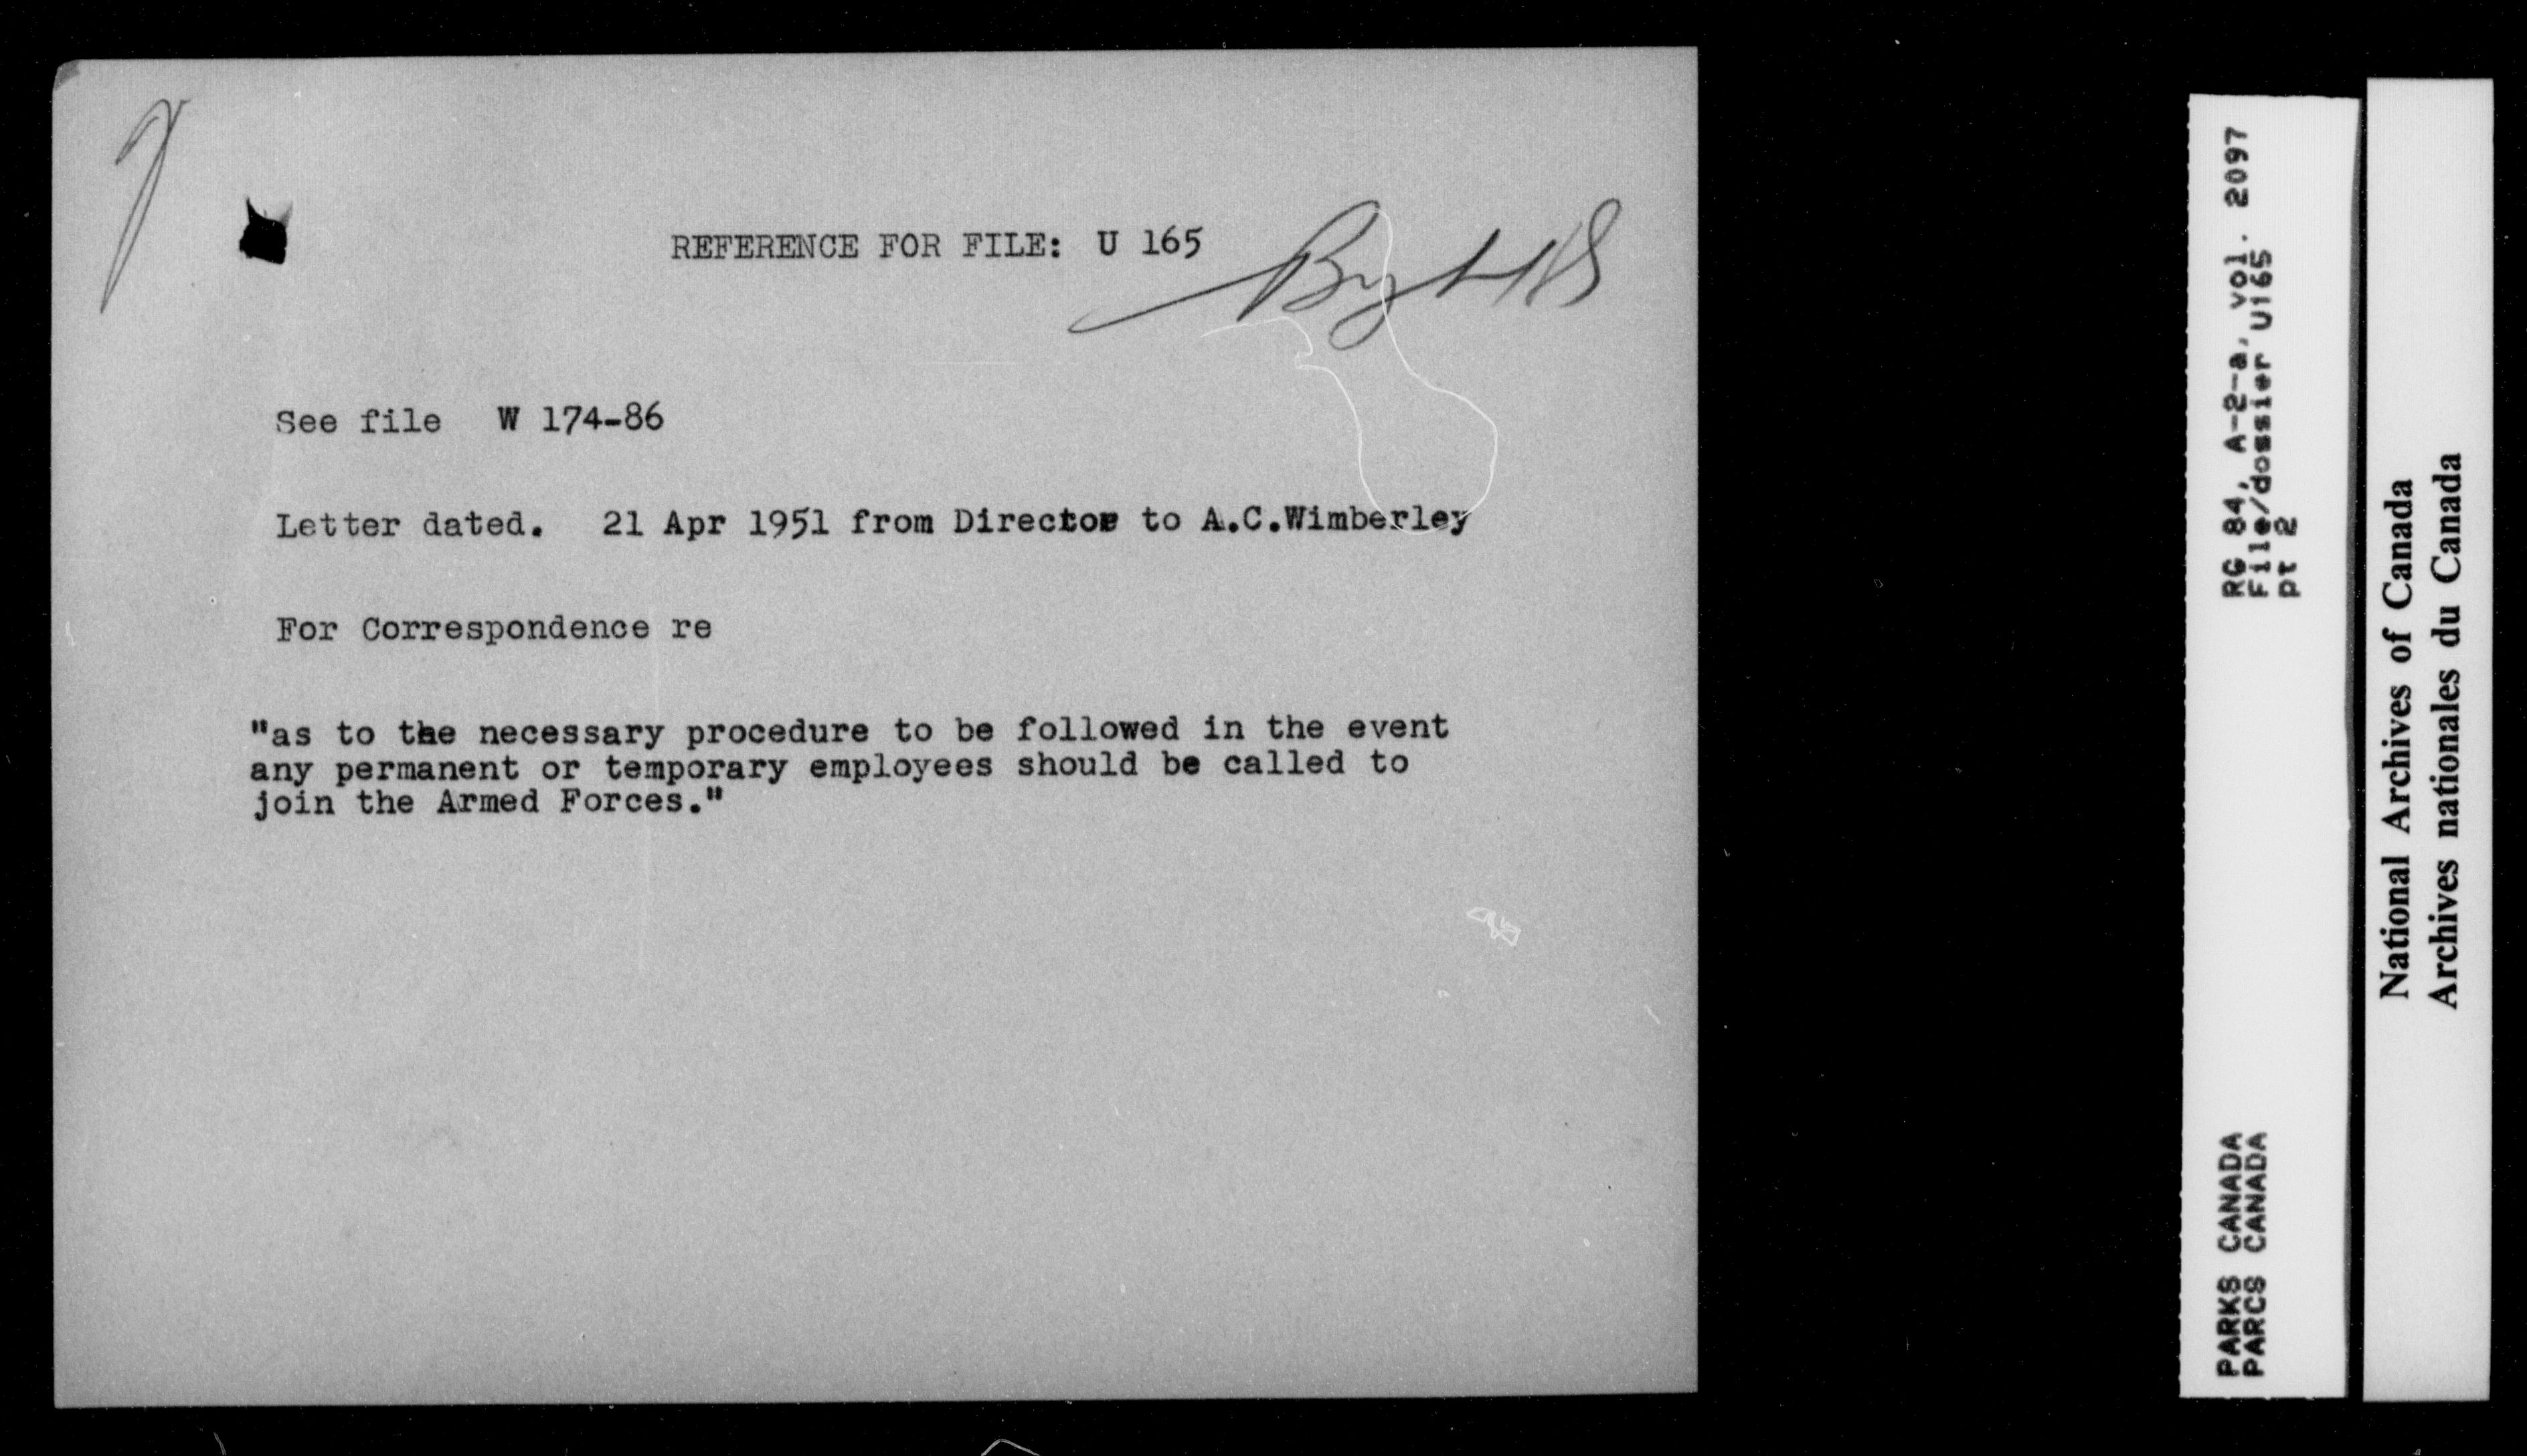 REFERENCE FOR FILE: U 165
See file W 174-86
Letter dated. 21 Apr 1951 from Director to A.C.Wimberley
For Correspondence re
"as to the necessary procedure to be followed in the event
any permanent or temporary employees should be called to
join the Armed Forces."
RG 84, A-2-a, vol. 2097
File/dossier U165
pt 2
PARKS CANADA
PARCS CANADA
National Archives of Canada
Archives nationales du Canada